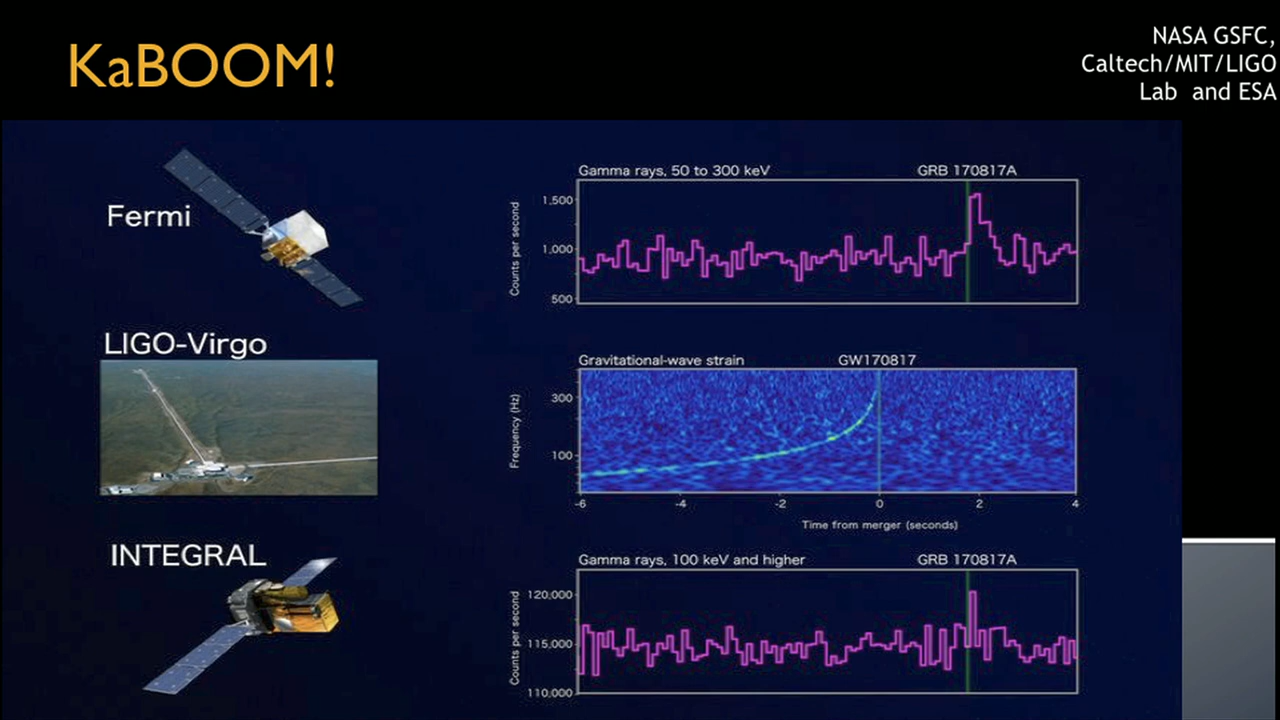 KaBOOM!
NASA GSFC,
Caltech/MIT/LIGO
Lab and ESA
Fermi
Gamma rays, 50 to 300 keV
GRB 170817A
Counts per second
1,500
1,000
500
LIGO-Virgo
Gravitational-wave strain
GW170817
Frequency (Hz)
300
100
-6
-4
-2
0
2
4
Time from merger (seconds)
INTEGRAL
Gamma rays, 100 keV and higher
GRB 170817A
Counts per second
120,000
115,000
110,000